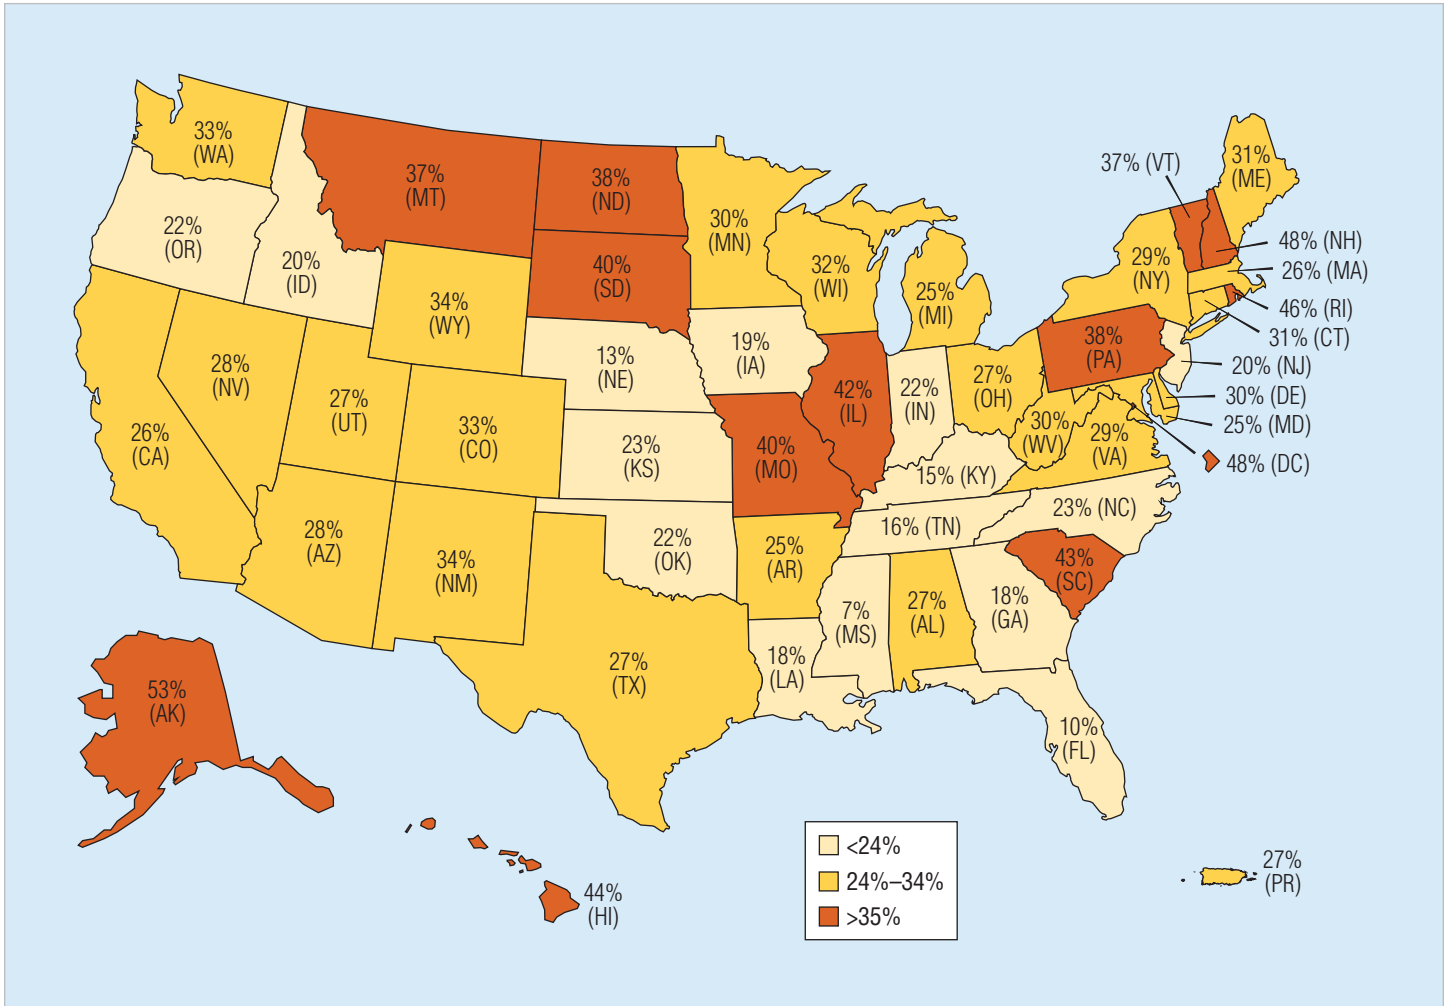 33%
(WA)
37%
(MT)
38%
(ND)
30%
(MN)
37% (VT)
31%
(ME)
22%
(OR)
20%
(ID)
40%
(SD)
32%
(WI)
25%
(MI)
29%
(NY)
48% (NH)
26% (MA)
46% (RI)
31% (CT)
34%
(WY)
19%
(IA)
38%
(PA)
20% (NJ)
30% (DE)
25% (MD)
48% (DC)
28%
(NV)
27%
(UT)
13%
(NE)
42%
(IL)
22%
(IN)
27%
(OH)
26%
(CA)
33%
(CO)
23%
(KS)
40%
(MO)
30%
(WV)
29%
(VA)
15% (KY)
23% (NC)
16% (TN)
28%
(AZ)
34%
(NM)
22%
(OK)
25%
(AR)
43%
(SC)
7%
(MS)
27%
(AL)
18%
(GA)
27%
(TX)
18%
(LA)
10%
(FL)
53%
(AK)
44%
(HI)
<24%
24%–34%
>35%
27%
(PR)